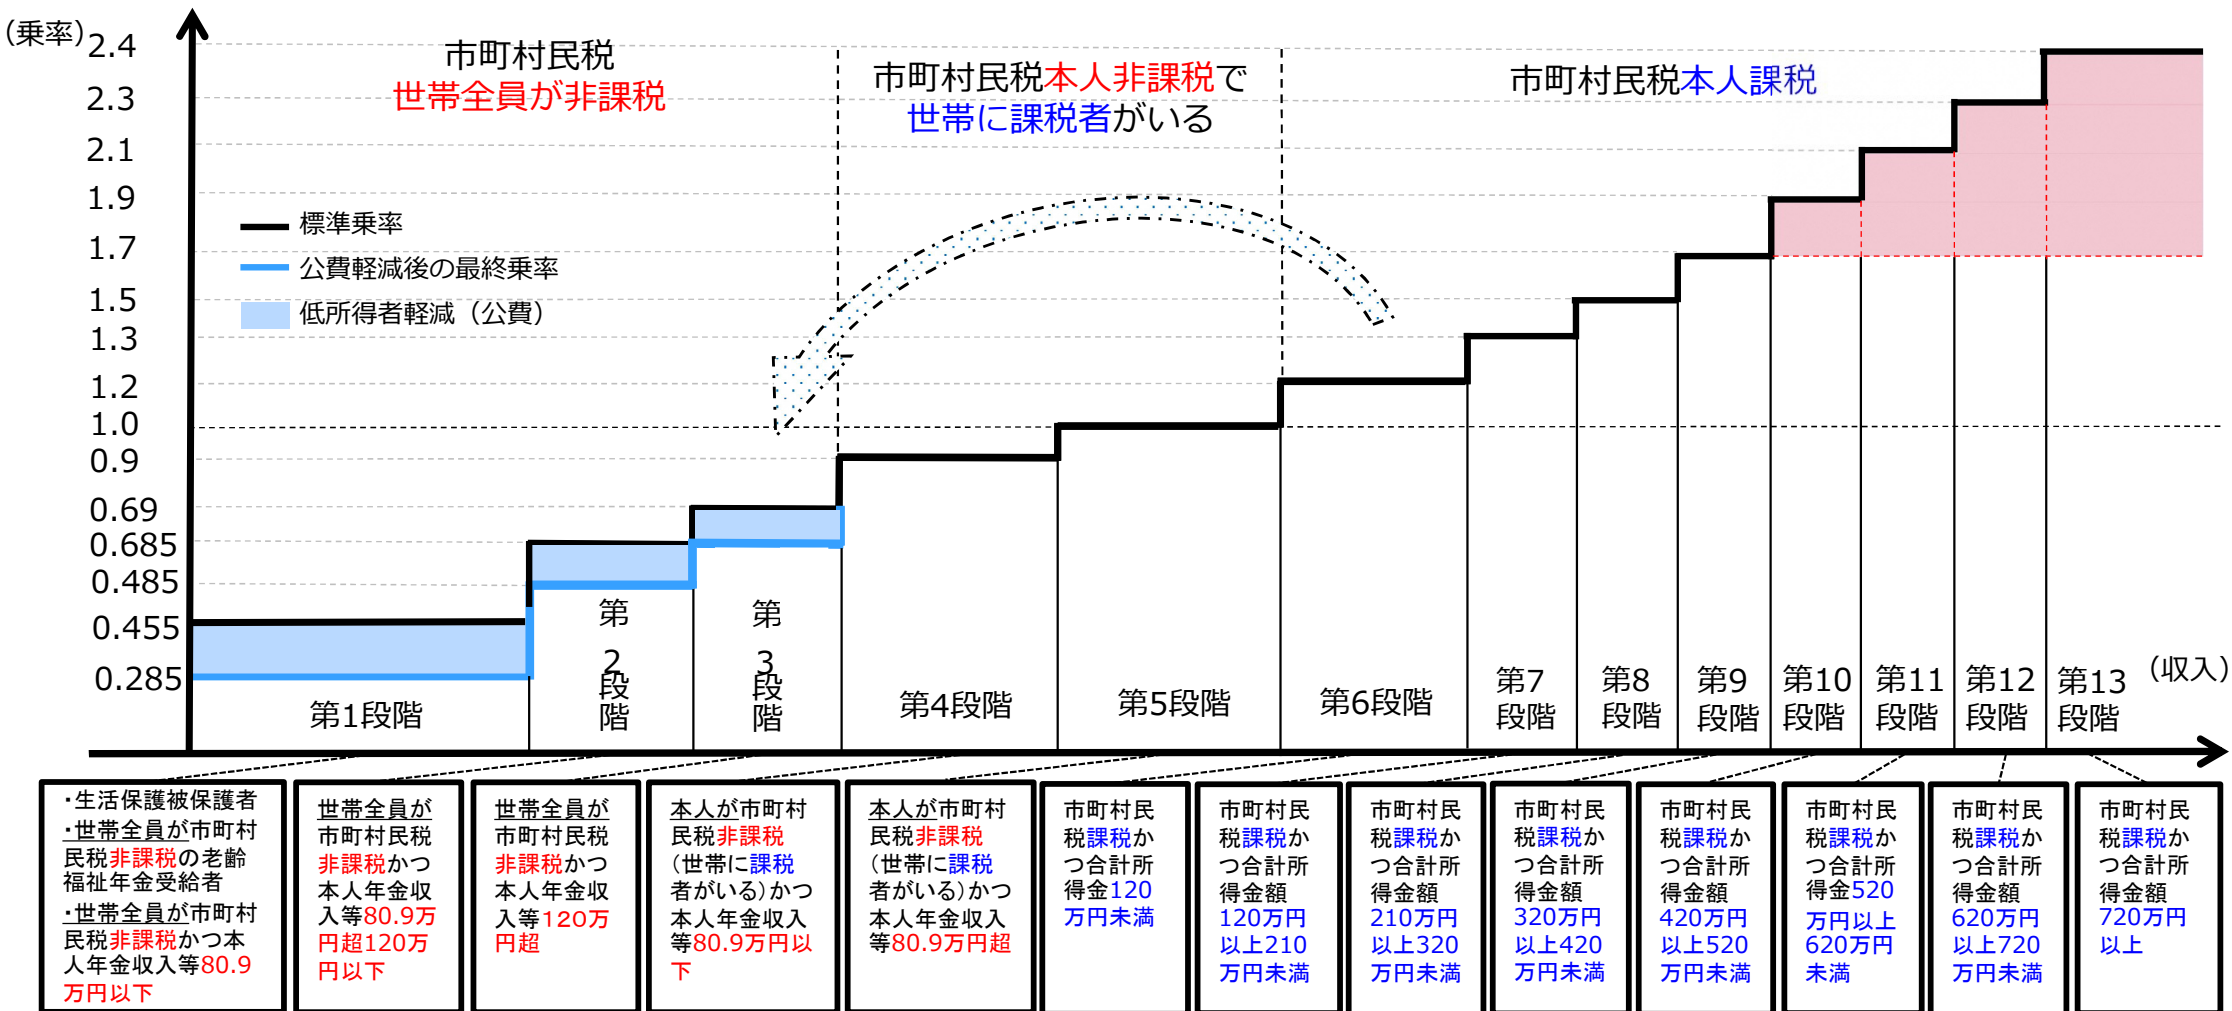 （乗率）
2.4
2.3
2.1
1.9
1.7
1.5
1.3
1.2
1.0
0.9
0.69
0.685
0.485
0.455
0.285
市町村民税
世帯全員が非課税
市町村民税本人非課税で
世帯に課税者がいる
市町村民税本人課税
標準乗率
公費軽減後の最終乗率
低所得者軽減（公費）
第1段階
第
2
段
階
第
3
段
階
第4段階
第5段階
第6段階
第7
段階
第8
段階
第9
段階
第10
段階
第11
段階
第12
段階
第13
段階
（収入）
・生活保護被保護者
・世帯全員が市町村
民税非課税の老齢
福祉年金受給者
・世帯全員が市町村
民税非課税かつ本
人年金収入等80.9
万円以下
世帯全員が
市町村民税
非課税かつ
本人年金収
入等80.9万
円超120万
円以下
世帯全員が
市町村民税
非課税かつ
本人年金収
入等120万
円超
本人が市町村
民税非課税
（世帯に課税
者がいる）かつ
本人年金収入
等80.9万円以
下
本人が市町村
民税非課税
（世帯に課税
者がいる）かつ
本人年金収入
等80.9万円超
市町村民
税課税か
つ合計所
得金120
万円未満
市町村民
税課税か
つ合計所
得金額
120万円
以上210
万円未満
市町村民
税課税か
つ合計所
得金額
210万円
以上320
万円未満
市町村民
税課税か
つ合計所
得金額
320万円
以上420
万円未満
市町村民
税課税か
つ合計所
得金額
420万円
以上520
万円未満
市町村民
税課税か
つ合計所
得金520
万円以上
620万円
未満
市町村民
税課税か
つ合計所
得金額
620万円
以上720
万円未満
市町村民
税課税か
つ合計所
得金額
720万円
以上